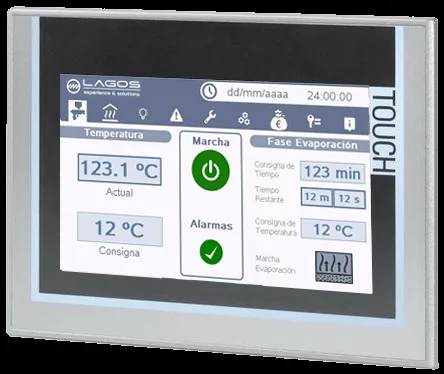 LAGOS
experience & solutions
dd/mm/aaaa 24:00:00
Temperatura
123.1 ºC
Actual
12 ºC
Consigna
Marcha
Alarmas
Fase Evaporación
Consigna de
Tiempo
123 min
Tiempo
Restante
12 m 12 s
Consigna de
Temperatura
12 ºC
Marcha
Evaporación
TOUCH